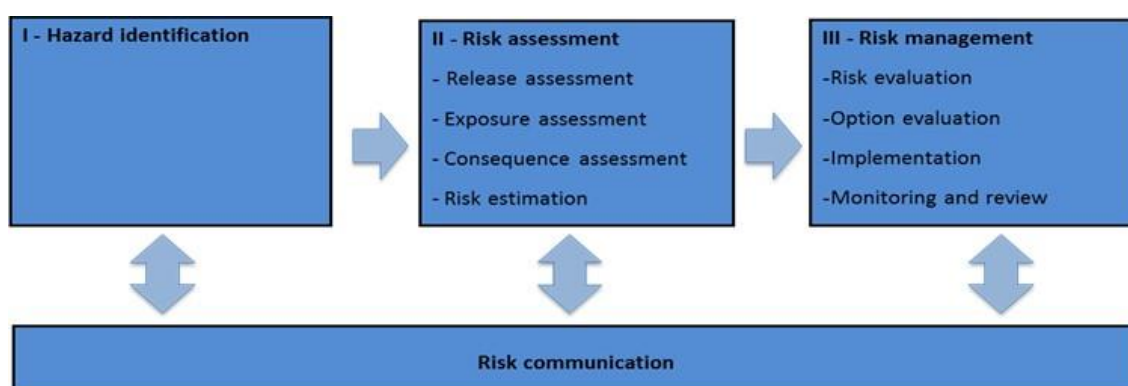 I - Hazard identification
II - Risk assessment
- Release assessment
- Exposure assessment
- Consequence assessment
- Risk estimation
III - Risk management
-Risk evaluation
-Option evaluation
-Implementation
-Monitoring and review
Risk communication